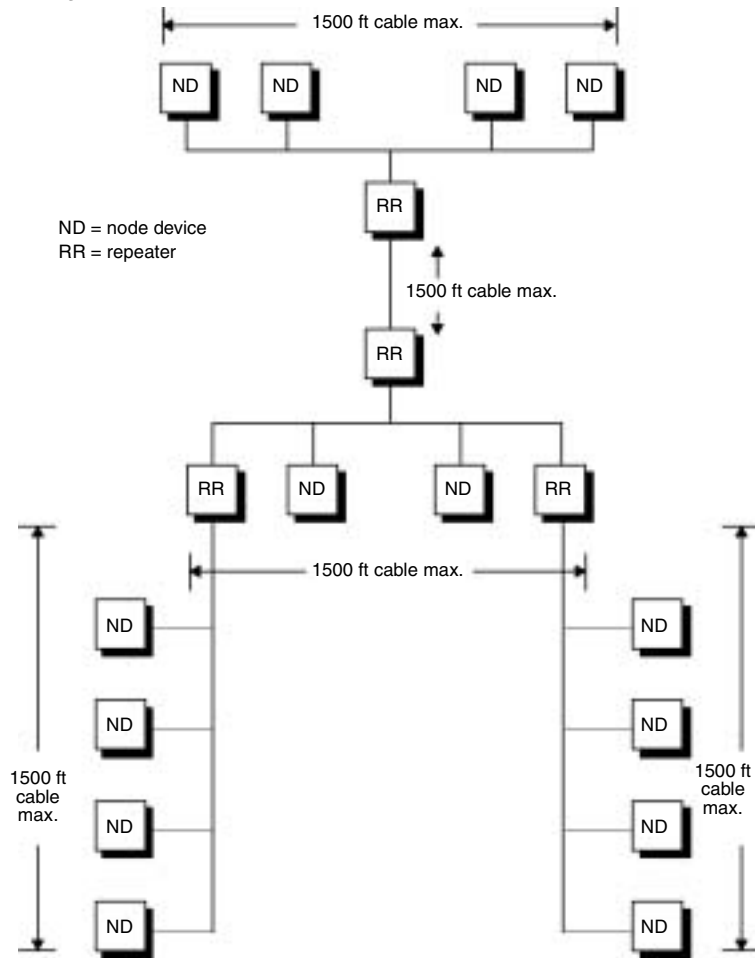 1500 ft cable max.
ND ND ND ND
RR
ND = node device
RR = repeater
1500 ft cable max.
RR
RR ND ND RR
1500 ft cable max.
ND ND
ND ND
1500 ft
cable
max.
1500 ft
cable
max.
ND ND
ND ND